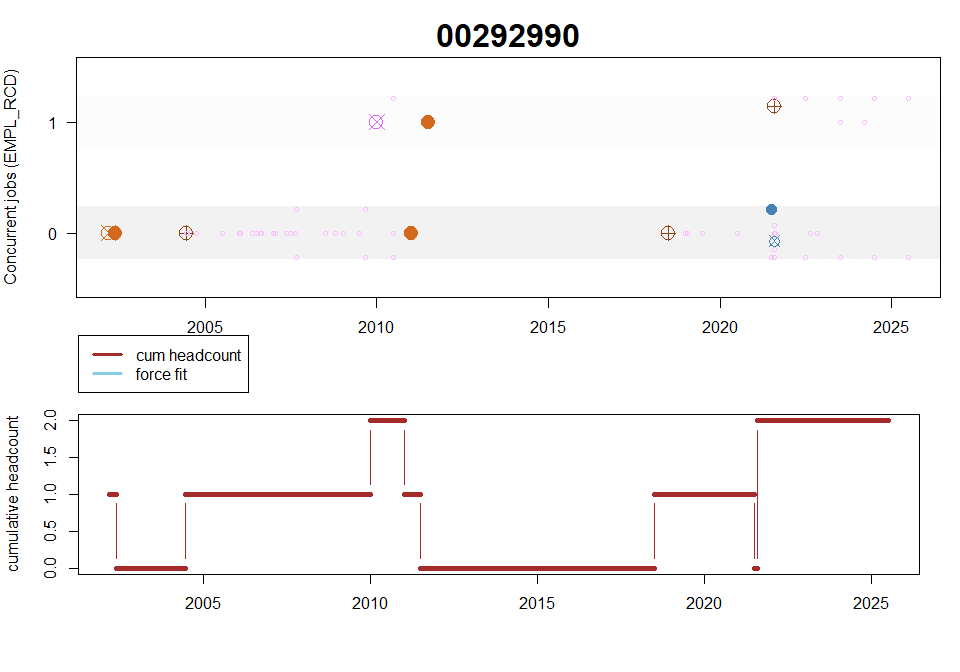 00292990
Concurrent jobs (EMPL_RCD)
1
0
2005 2010 2015 2020 2025
cum headcount
force fit
cumulative headcount
2.0
1.5
1.0
0.5
0.0
2005 2010 2015 2020 2025